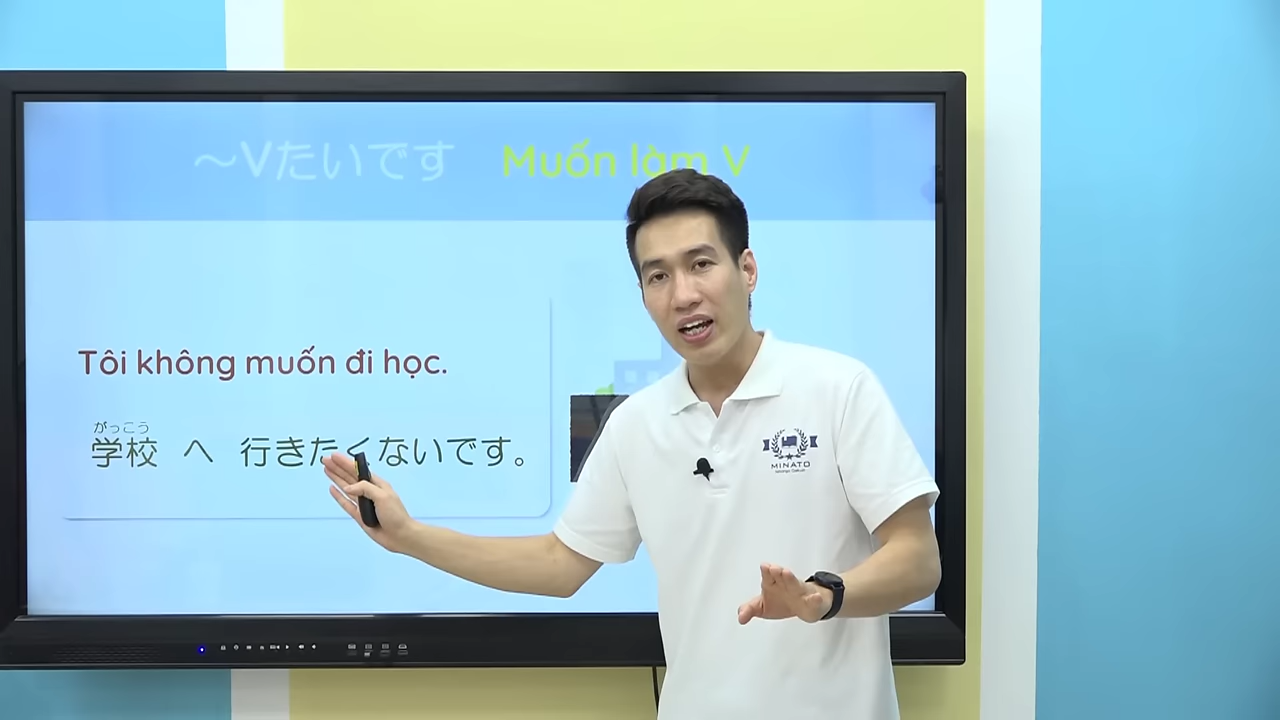 ～Vたいです Muốn làm V
Tôi không muốn đi học.
がっこう
学校 へ 行きたくないです。
MINATO